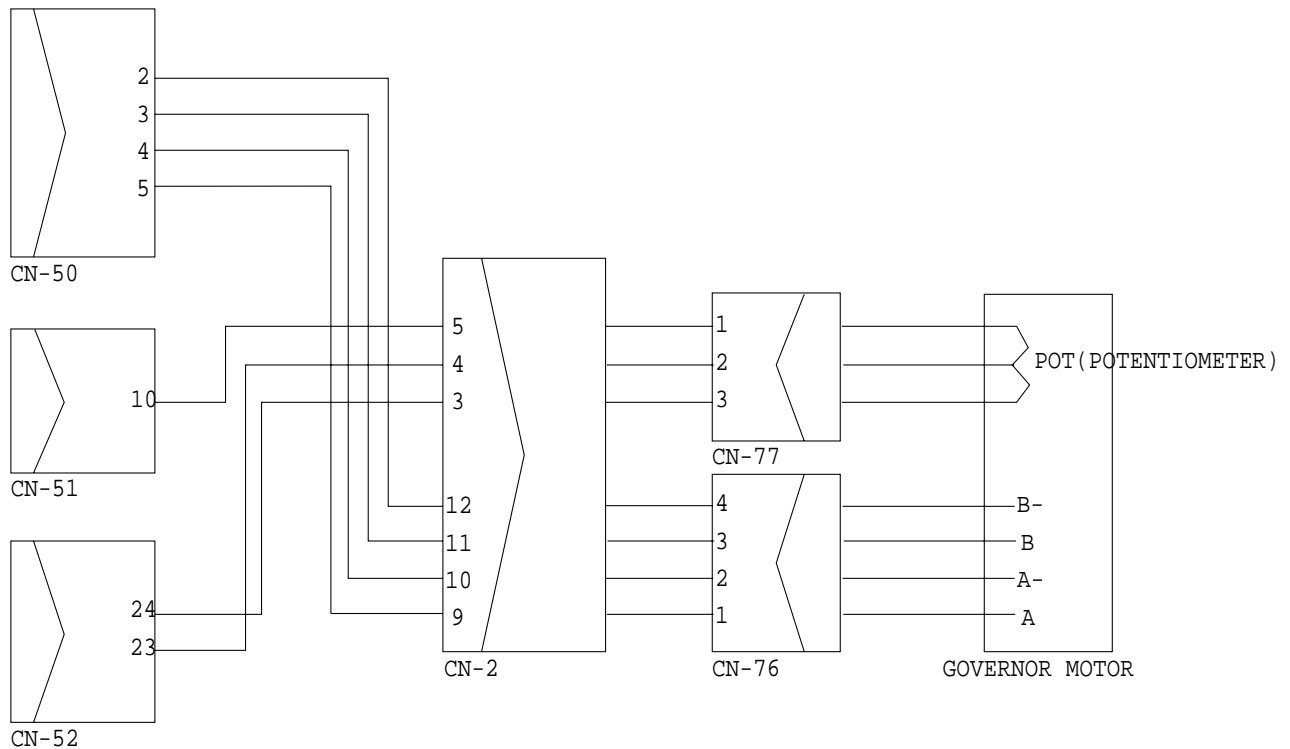 2
3
4
5
CN-50
10
CN-51
24
23
CN-52
5
4
3
12
11
10
9
CN-2
1
2
3
CN-77
4
3
2
1
CN-76
POT(POTENTIOMETER)
B-
B
A-
A
GOVERNOR MOTOR